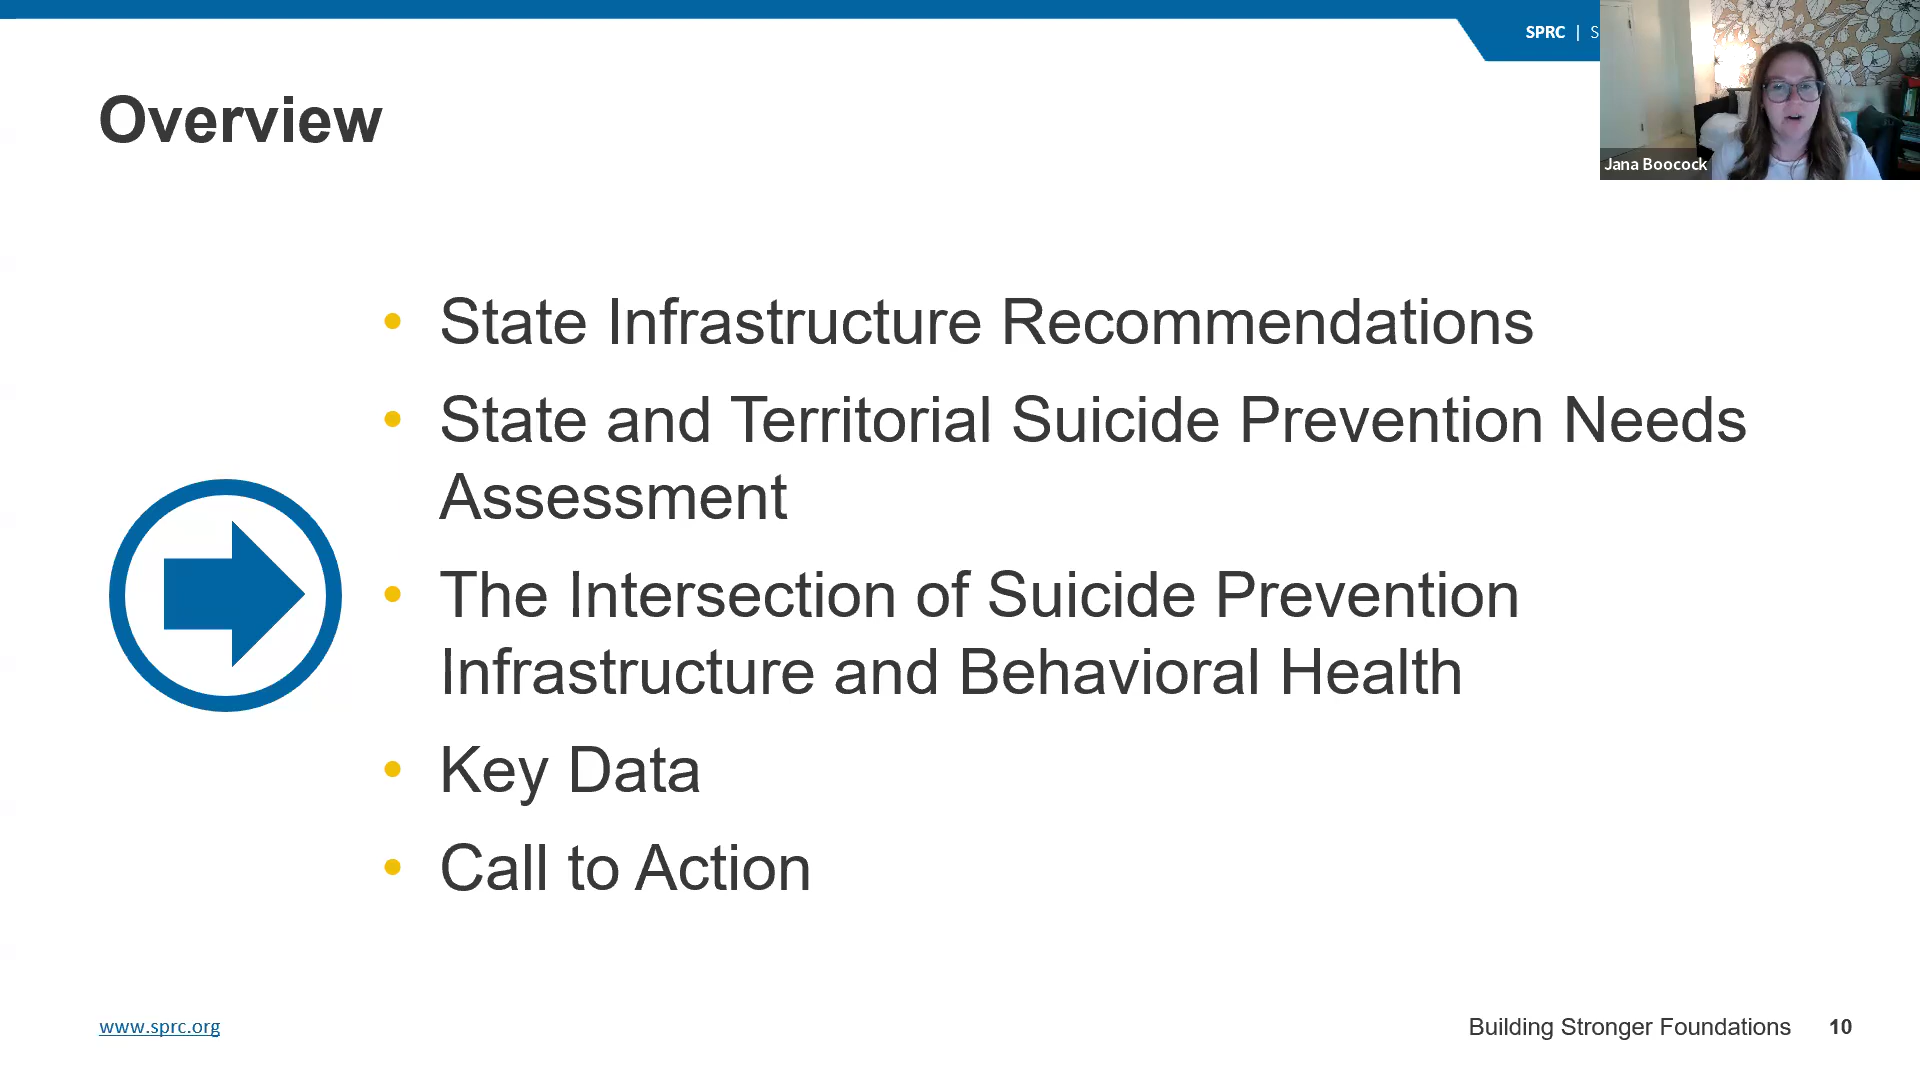 SPRC | S
Overview
Jana Boocock
• State Infrastructure Recommendations
• State and Territorial Suicide Prevention Needs
Assessment
• The Intersection of Suicide Prevention
Infrastructure and Behavioral Health
• Key Data
• Call to Action
www.sprc.org
Building Stronger Foundations 10